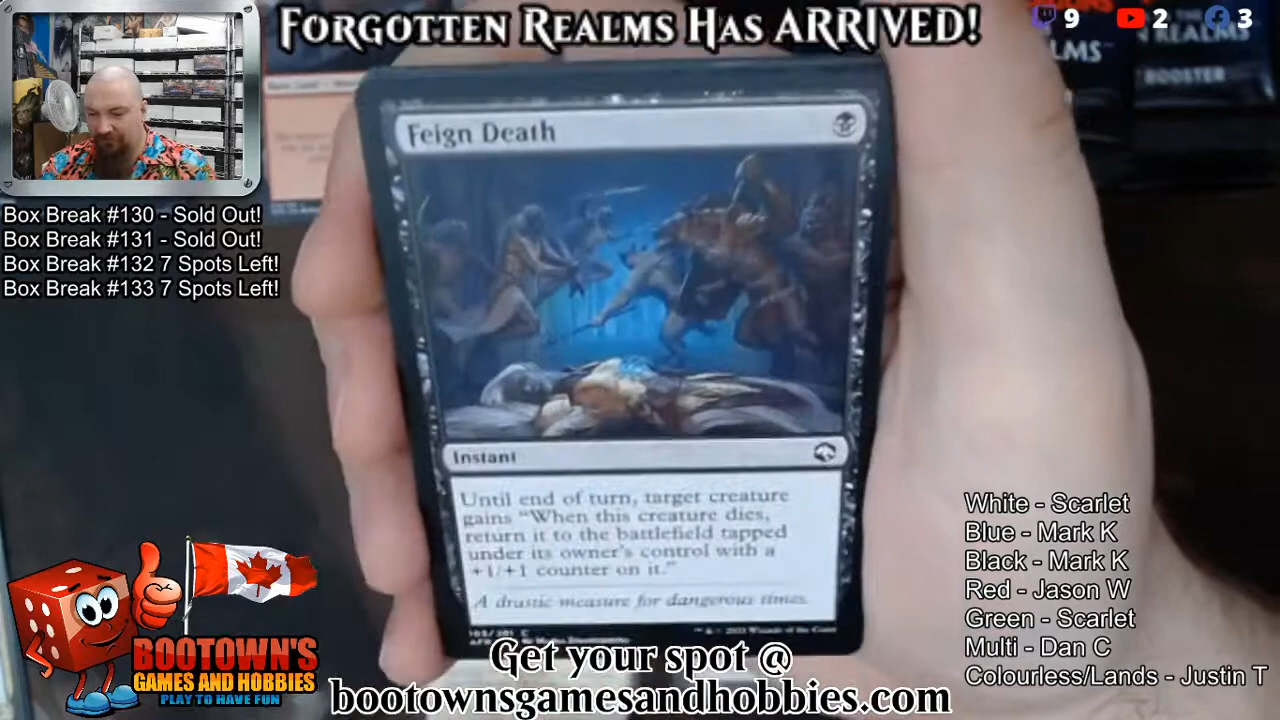 FORGOTTEN REALMS HAS ARRIVED!
9 2 3
REALMS
BOOSTER
Box Break #130 - Sold Out!
Box Break #131 - Sold Out!
Box Break #132 7 Spots Left!
Box Break #133 7 Spots Left!
Feign Death
Instant
Until end of turn, target creature
gains "When this creature dies,
return it to the battlefield tapped
under its owner's control with a
+1/+1 counter on it."
A drastic measure for dangerous times.
White - Scarlet
Blue - Mark K
Black - Mark K
Red - Jason W
Green - Scarlet
Multi - Dan C
Colourless/Lands - Justin T
BOOTOWN'S
GAMES AND HOBBIES
PLAY TO HAVE FUN
Get your spot @
bootownsgamesandhobbies.com